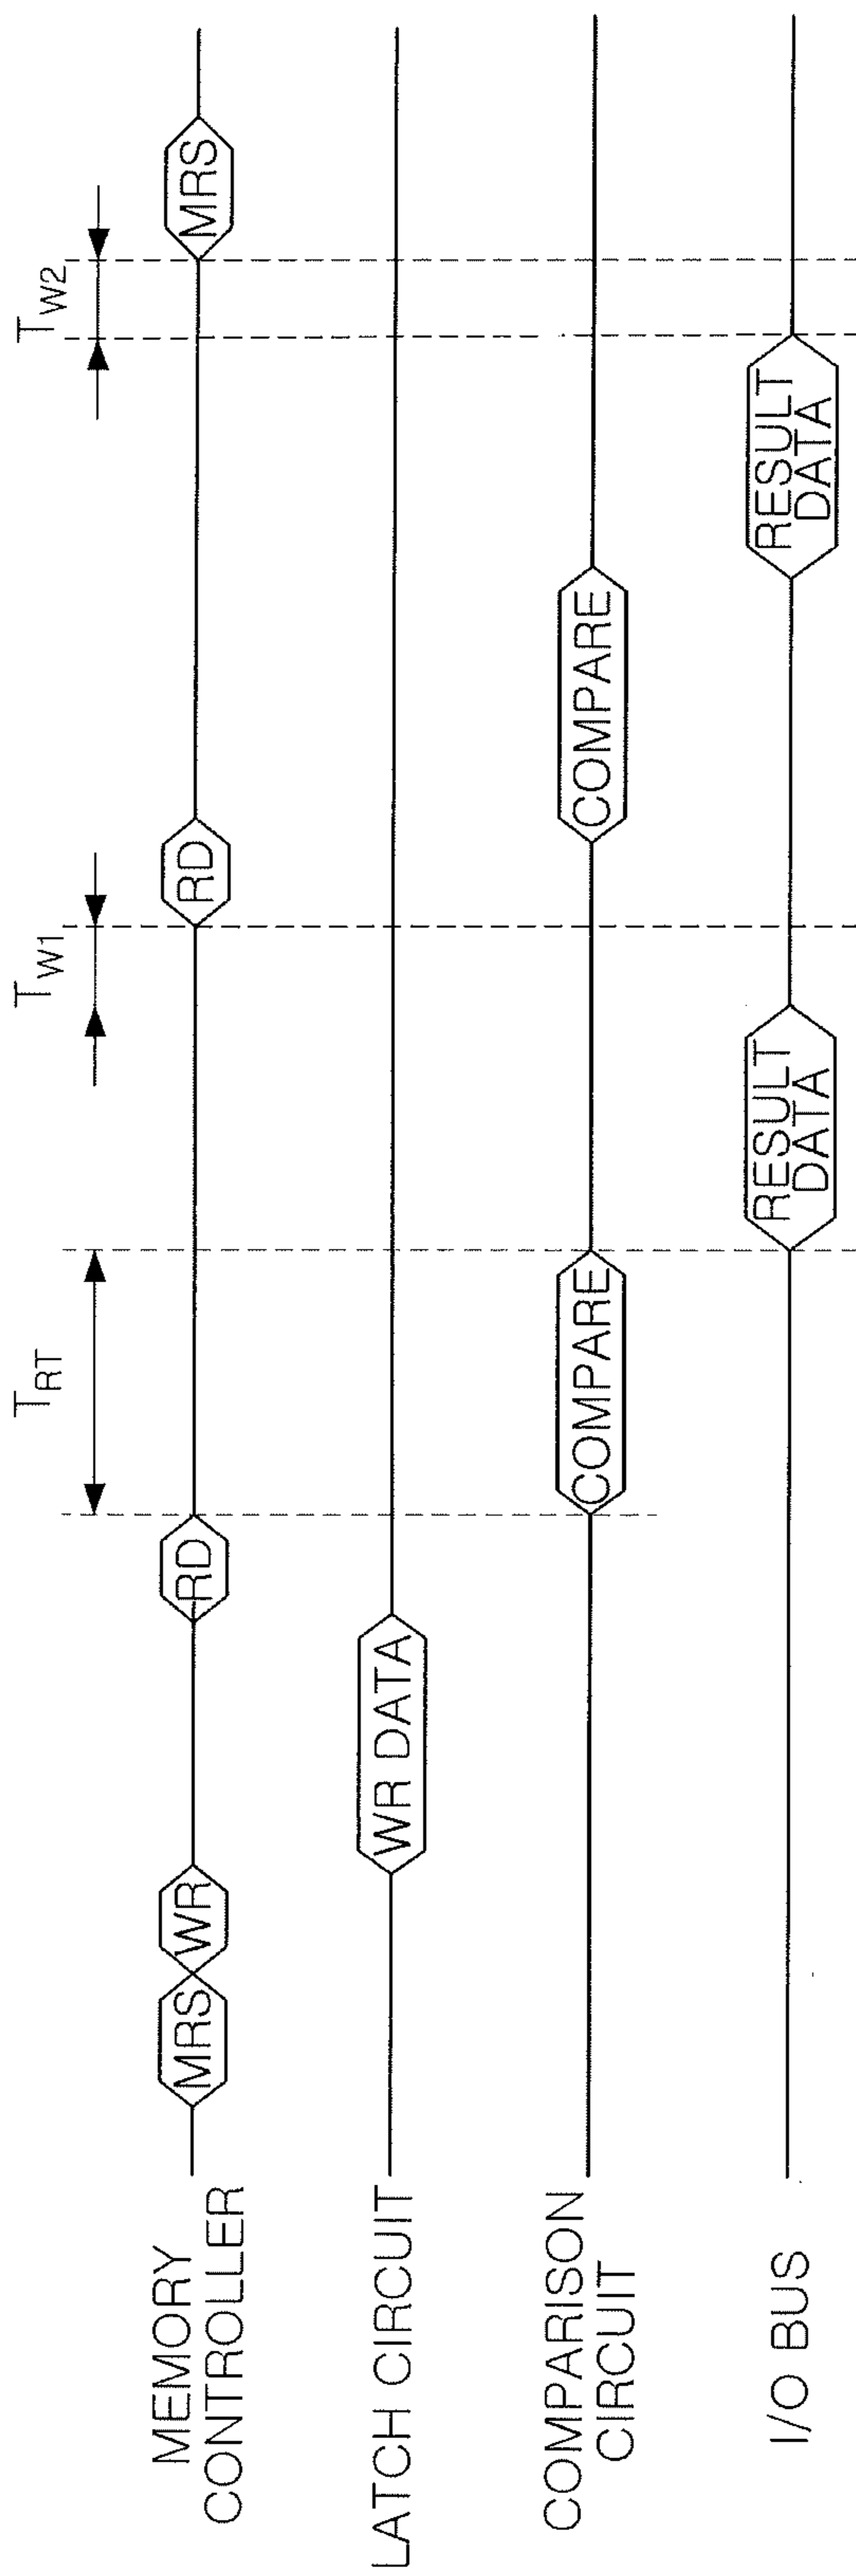 T_RT
T_W1
T_W2
MEMORY
CONTROLLER
MRS
WR
RD
RD
MRS
LATCH CIRCUIT
WR DATA
COMPARISON
CIRCUIT
COMPARE
COMPARE
I/O BUS
RESULT
DATA
RESULT
DATA